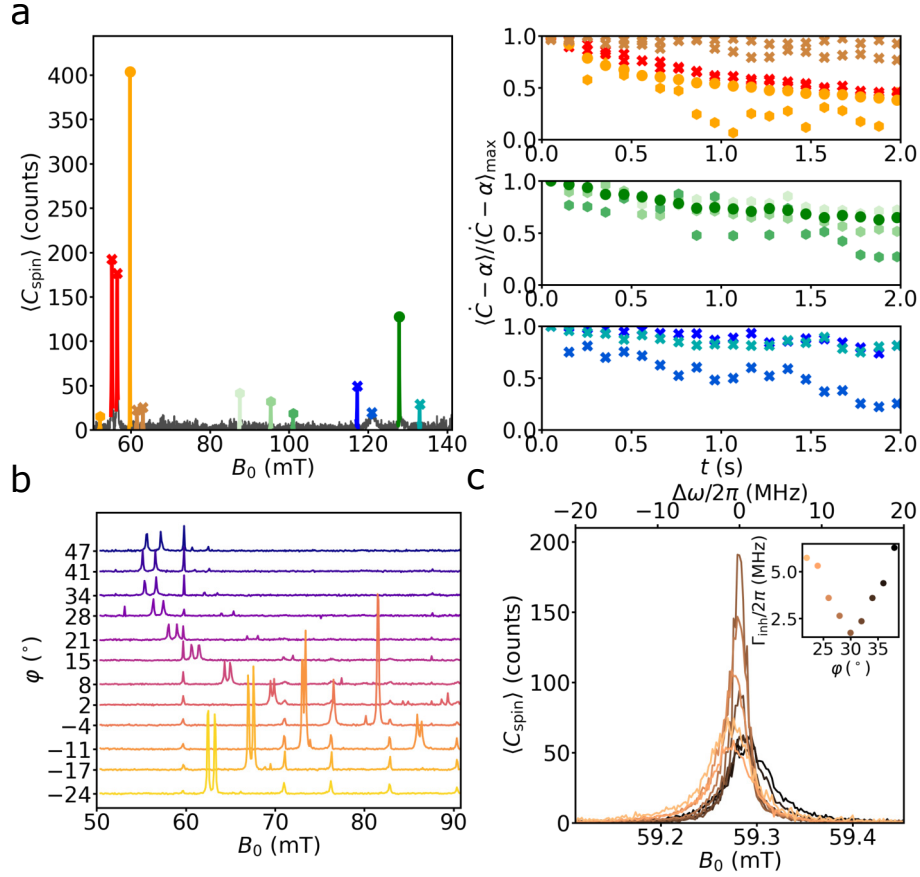 a
⟨C_spin⟩ (counts)
400
350
300
250
200
150
100
50
0
60
80
100
120
140
B₀ (mT)
⟨Ċ − α⟩/⟨Ċ − α⟩_max
1.0
0.5
0.0
0.0 0.5 1.0 1.5 2.0
1.0
0.5
0.0
0.0 0.5 1.0 1.5 2.0
1.0
0.5
0.0
0.0 0.5 1.0 1.5 2.0
t (s)
b
φ (°)
47
41
34
28
21
15
8
2
−4
−11
−17
−24
50 60 70 80 90
B₀ (mT)
c
Δω/2π (MHz)
−20 −10 0 10 20
⟨C_spin⟩ (counts)
200
150
100
50
0
59.2 59.3 59.4
B₀ (mT)
Γ_inh/2π (MHz)
5.0
2.5
25 30 35
φ (°)